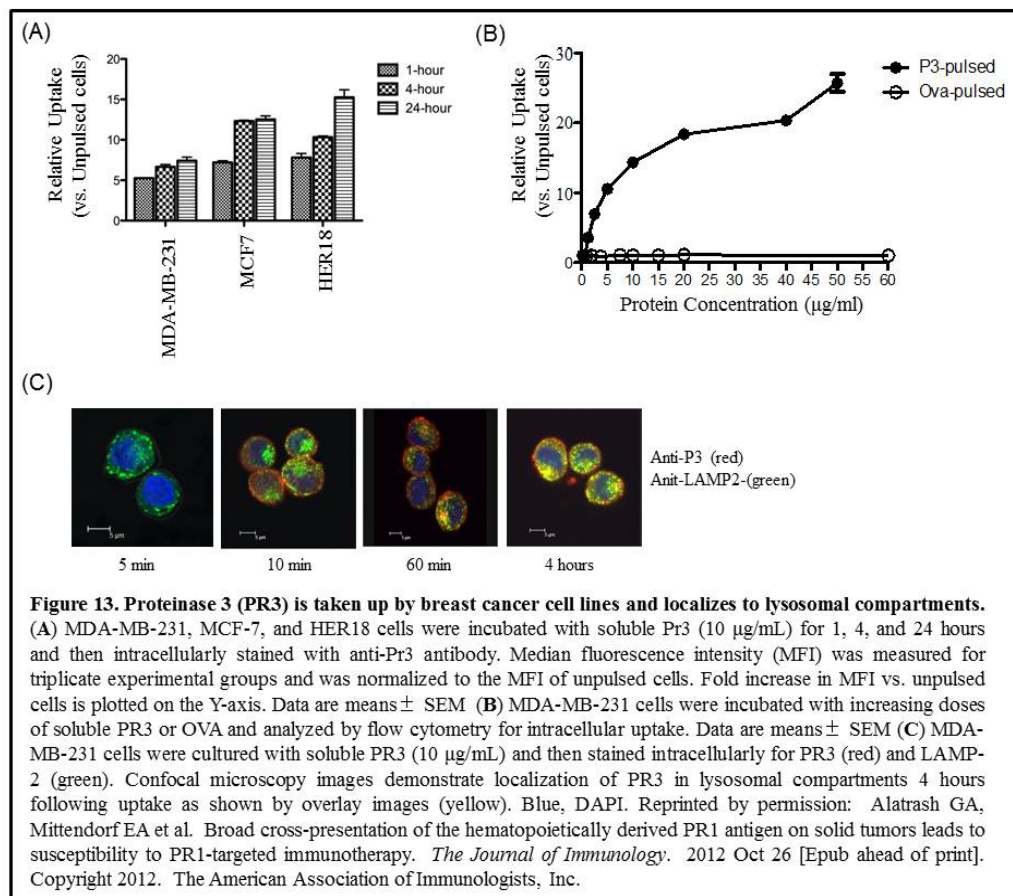 (A)
Relative Uptake
(vs. Unpulsed cells)
20
15
10
5
0
1-hour
4-hour
24-hour
MDA-MB-231
MCF7
HER18
(B)
Relative Uptake
(vs. Unpulsed cells)
30
20
10
0
P3-pulsed
Ova-pulsed
0 5 10 15 20 25 30 35 40 45 50 55 60
Protein Concentration (µg/ml)
(C)
5 µm
5 µm
5 µm
5 µm
Anti-P3 (red)
Anit-LAMP2-(green)
5 min
10 min
60 min
4 hours
Figure 13. Proteinase 3 (PR3) is taken up by breast cancer cell lines and localizes to lysosomal compartments.
(A) MDA-MB-231, MCF-7, and HER18 cells were incubated with soluble Pr3 (10 µg/mL) for 1, 4, and 24 hours
and then intracellularly stained with anti-Pr3 antibody. Median fluorescence intensity (MFI) was measured for
triplicate experimental groups and was normalized to the MFI of unpulsed cells. Fold increase in MFI vs. unpulsed
cells is plotted on the Y-axis. Data are means ± SEM (B) MDA-MB-231 cells were incubated with increasing doses
of soluble PR3 or OVA and analyzed by flow cytometry for intracellular uptake. Data are means ± SEM (C) MDA-
MB-231 cells were cultured with soluble PR3 (10 µg/mL) and then stained intracellularly for PR3 (red) and LAMP-
2 (green). Confocal microscopy images demonstrate localization of PR3 in lysosomal compartments 4 hours
following uptake as shown by overlay images (yellow). Blue, DAPI. Reprinted by permission: Alatrash GA,
Mittendorf EA et al. Broad cross-presentation of the hematopoietically derived PR1 antigen on solid tumors leads to
susceptibility to PR1-targeted immunotherapy. The Journal of Immunology. 2012 Oct 26 [Epub ahead of print].
Copyright 2012. The American Association of Immunologists, Inc.